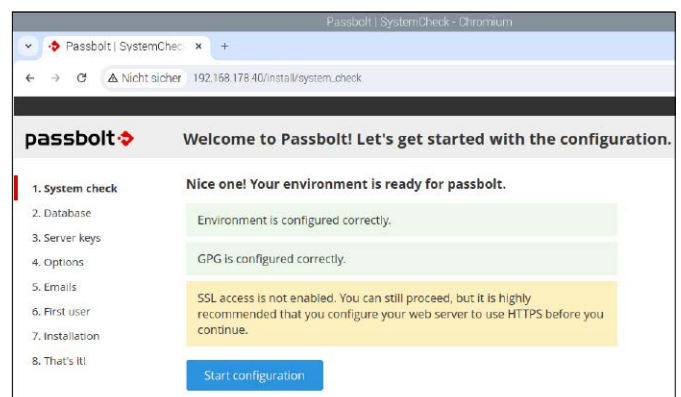 Passbolt | SystemCheck - Chromium
Passbolt | SystemChec
Nicht sicher 192.168.178.40/install/system_check
passbolt
Welcome to Passbolt! Let's get started with the configuration.
1. System check
2. Database
3. Server keys
4. Options
5. Emails
6. First user
7. Installation
8. That's it!
Nice one! Your environment is ready for passbolt.
Environment is configured correctly.
GPG is configured correctly.
SSL access is not enabled. You can still proceed, but it is highly
recommended that you configure your web server to use HTTPS before you
continue.
Start configuration